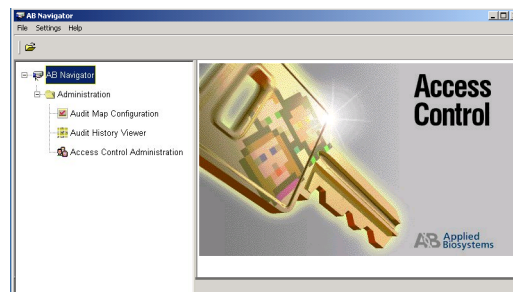 AB Navigator
File Settings Help
AB Navigator
Administration
Audit Map Configuration
Audit History Viewer
Access Control Administration
Access
Control
AB Applied
Biosystems